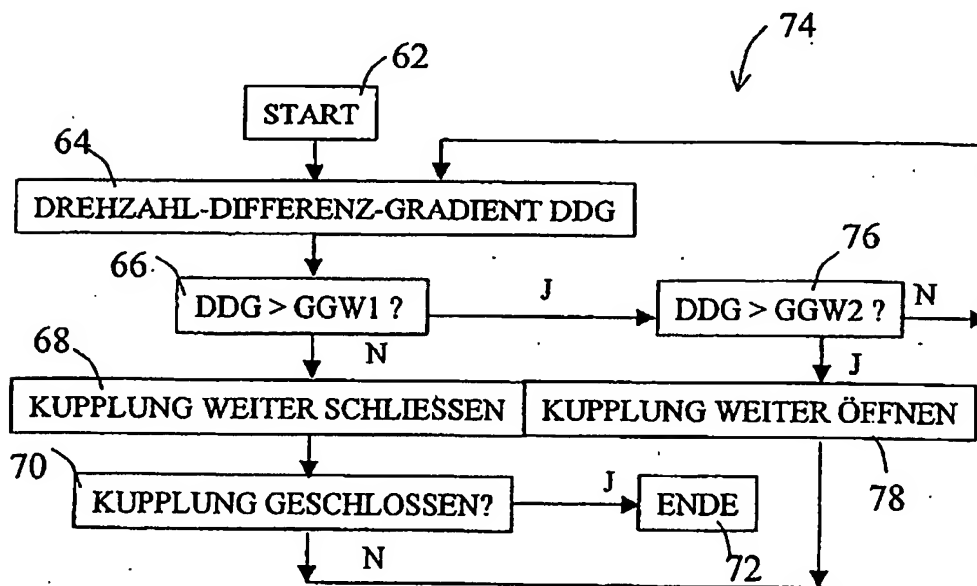 74
62
START
64
DREHZAHL-DIFFERENZ-GRADIENT DDG
66
76
DDG > GGW1 ?
J
DDG > GGW2 ?
N
68
N
J
KUPPLUNG WEITER SCHLIESSEN
KUPPLUNG WEITER ÖFFNEN
70
78
KUPPLUNG GESCHLOSSEN?
J
ENDE
72
N